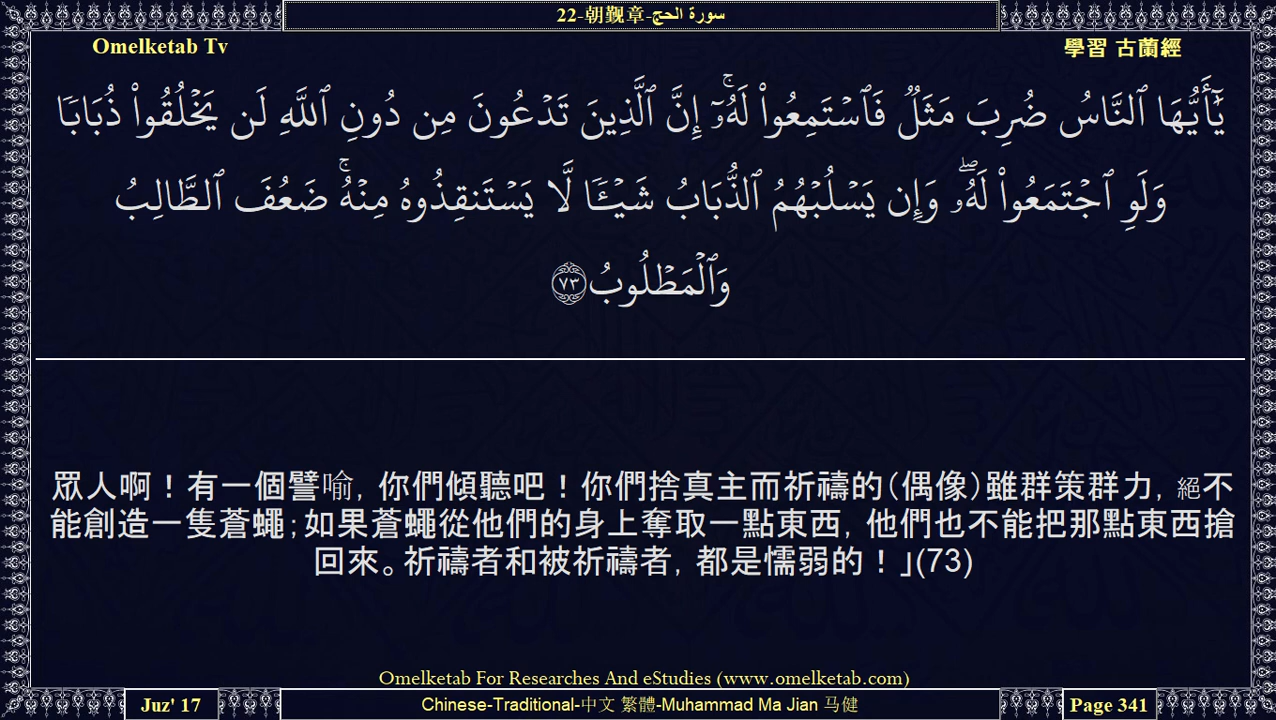 22-朝觐章-سورة الحج
Omelketab Tv
學習 古蘭經
يَٰٓأَيُّهَا ٱلنَّاسُ ضُرِبَ مَثَلٞ فَٱسۡتَمِعُواْ لَهُۥٓۚ إِنَّ ٱلَّذِينَ تَدۡعُونَ مِن دُونِ ٱللَّهِ لَن يَخۡلُقُواْ ذُبَابٗا
وَلَوِ ٱجۡتَمَعُواْ لَهُۥۖ وَإِن يَسۡلُبۡهُمُ ٱلذُّبَابُ شَيۡـٔٗا لَّا يَسۡتَنقِذُوهُ مِنۡهُۚ ضَعُفَ ٱلطَّالِبُ
وَٱلۡمَطۡلُوبُ ٧٣
眾人啊！有一個譬喻，你們傾聽吧！你們捨真主而祈禱的（偶像）雖群策群力，絕不
能創造一隻蒼蠅；如果蒼蠅從他們的身上奪取一點東西，他們也不能把那點東西搶
回來。祈禱者和被祈禱者，都是懦弱的！」(73)
Omelketab For Researches And eStudies (www.omelketab.com)
Juz' 17
Chinese-Traditional-中文 繁體-Muhammad Ma Jian 马健
Page 341